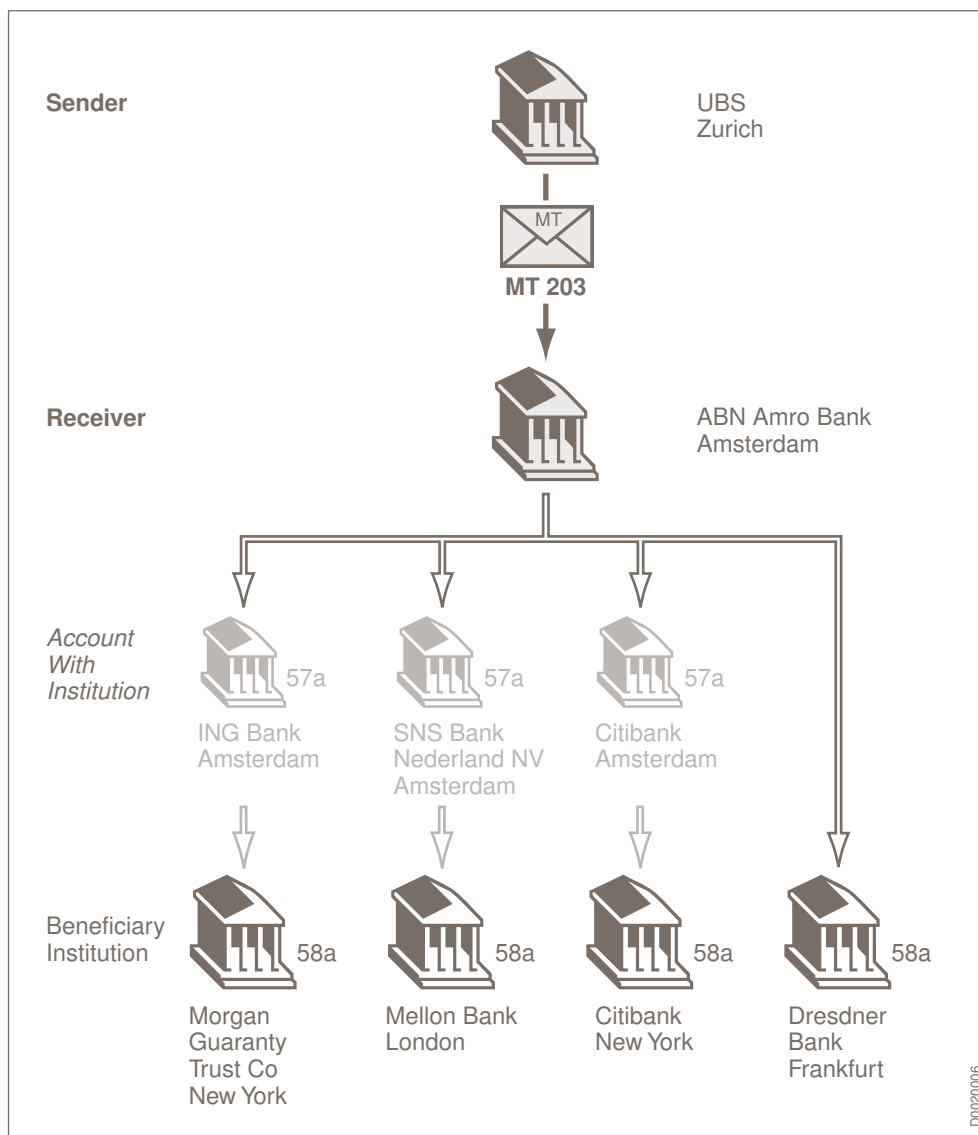 Sender
UBS
Zurich
MT
MT 203
Receiver
ABN Amro Bank
Amsterdam
Account
With
Institution
57a
57a
57a
ING Bank
Amsterdam
SNS Bank
Nederland NV
Amsterdam
Citibank
Amsterdam
Beneficiary
Institution
58a
58a
58a
58a
Morgan
Guaranty
Trust Co
New York
Mellon Bank
London
Citibank
New York
Dresdner
Bank
Frankfurt
D0020006